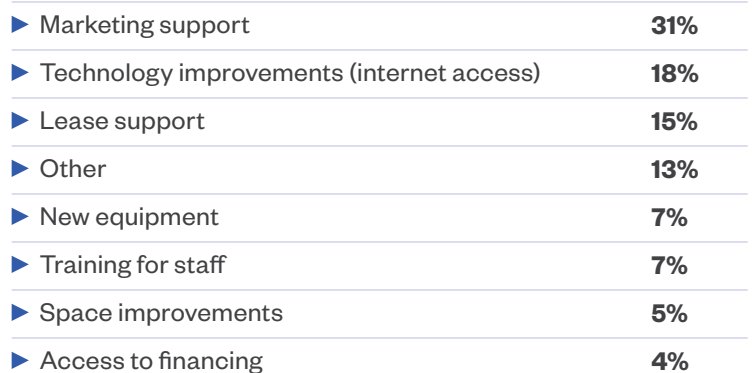 ► Marketing support 31%
► Technology improvements (internet access) 18%
► Lease support 15%
► Other 13%
► New equipment 7%
► Training for staff 7%
► Space improvements 5%
► Access to financing 4%